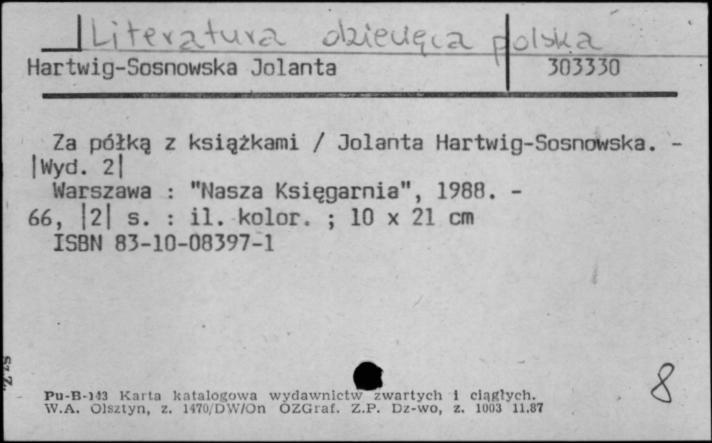 Literatura dziecięca polska
Hartwig-Sosnowska Jolanta 303330
Za półką z książkami / Jolanta Hartwig-Sosnowska. -
|Wyd. 2|
Warszawa : "Nasza Księgarnia", 1988. -
66, |2| s. : il. kolor. ; 10 x 21 cm
ISBN 83-10-08397-1
Sz.Z.
8
Pu-B-143 Karta katalogowa wydawnictw zwartych i ciągłych.
W.A. Olsztyn, z. 1470/DW/On OZGraf. Z.P. Dz-wo, z. 1003 11.87